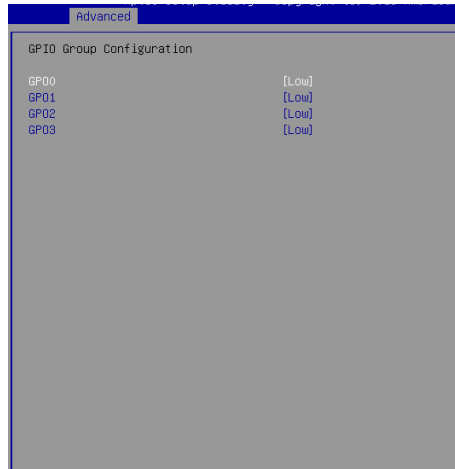 Advanced
GPIO Group Configuration
GPO0 [Low]
GPO1 [Low]
GPO2 [Low]
GPO3 [Low]